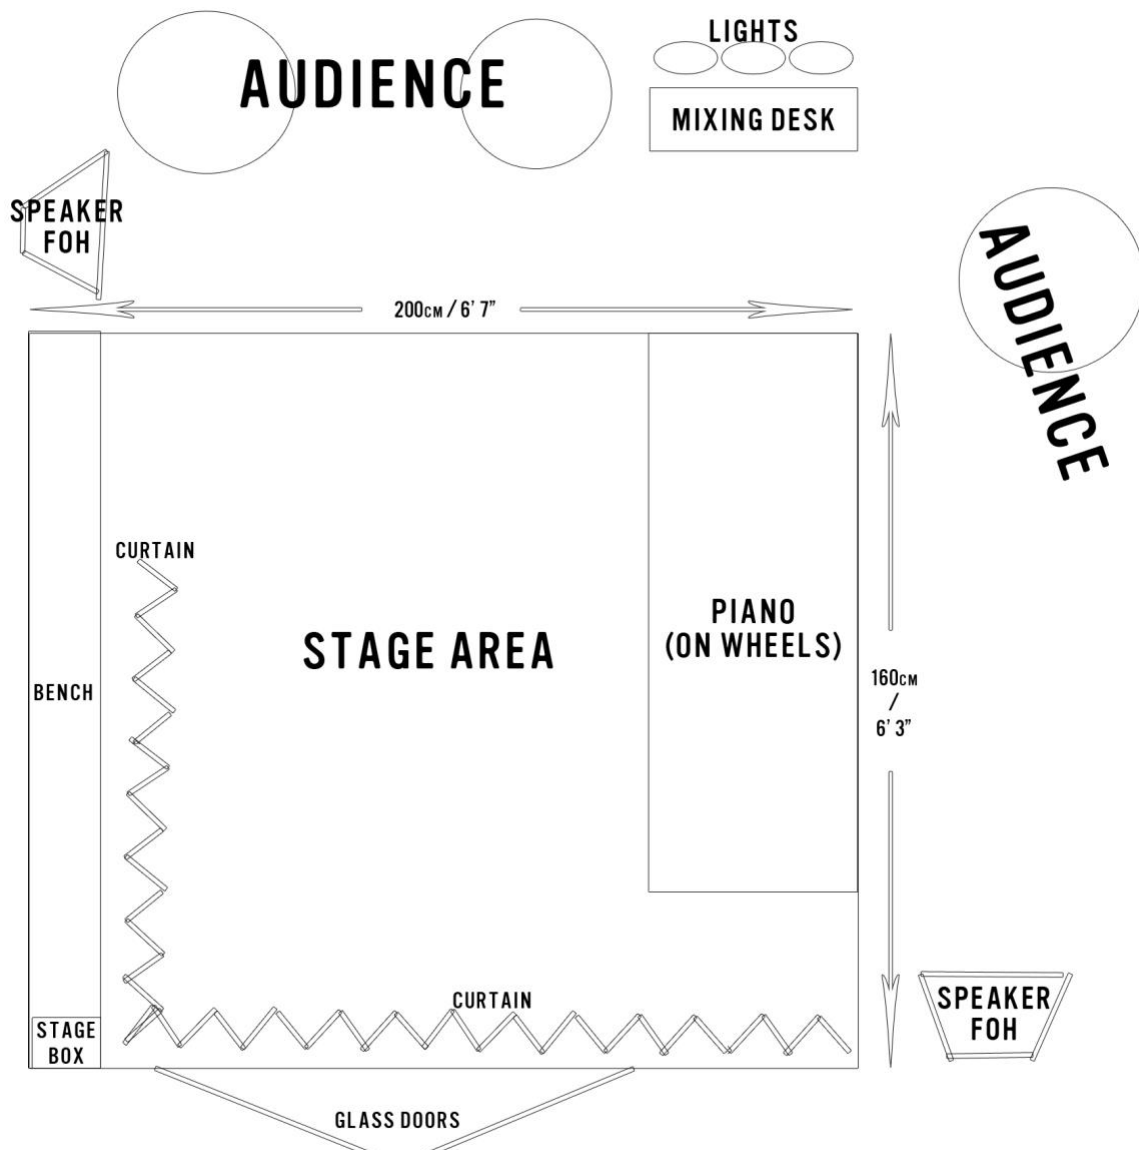 LIGHTS
AUDIENCE
MIXING DESK
SPEAKER
FOH
AUDIENCE
200CM / 6' 7”
CURTAIN
STAGE AREA
PIANO
(ON WHEELS)
BENCH
160CM
/
6' 3”
CURTAIN
SPEAKER
FOH
STAGE
BOX
GLASS DOORS